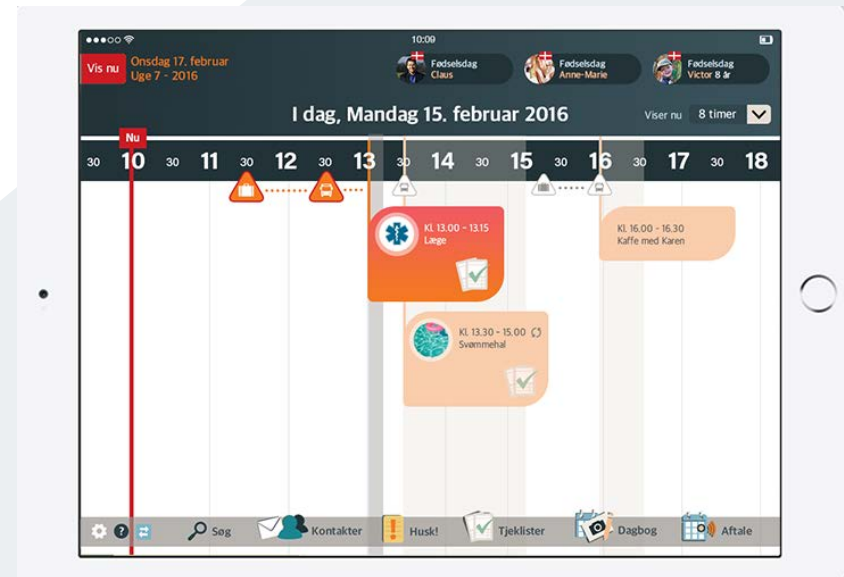 10:09
Vis nu
Onsdag 17. februar
Uge 7 - 2016
Fødselsdag
Claus
Fødselsdag
Anne-Marie
Fødselsdag
Victor 8 år
I dag, Mandag 15. februar 2016
Viser nu 8 timer
Nu
30 10 30 11 30 12 30 13 30 14 30 15 30 16 30 17 30 18
Kl. 13.00 - 13.15
Læge
Kl. 16.00 - 16.30
Kaffe med Karen
Kl. 13.30 - 15.00
Svømmehal
? Søg Kontakter Husk! Tjeklister Dagbog Aftale